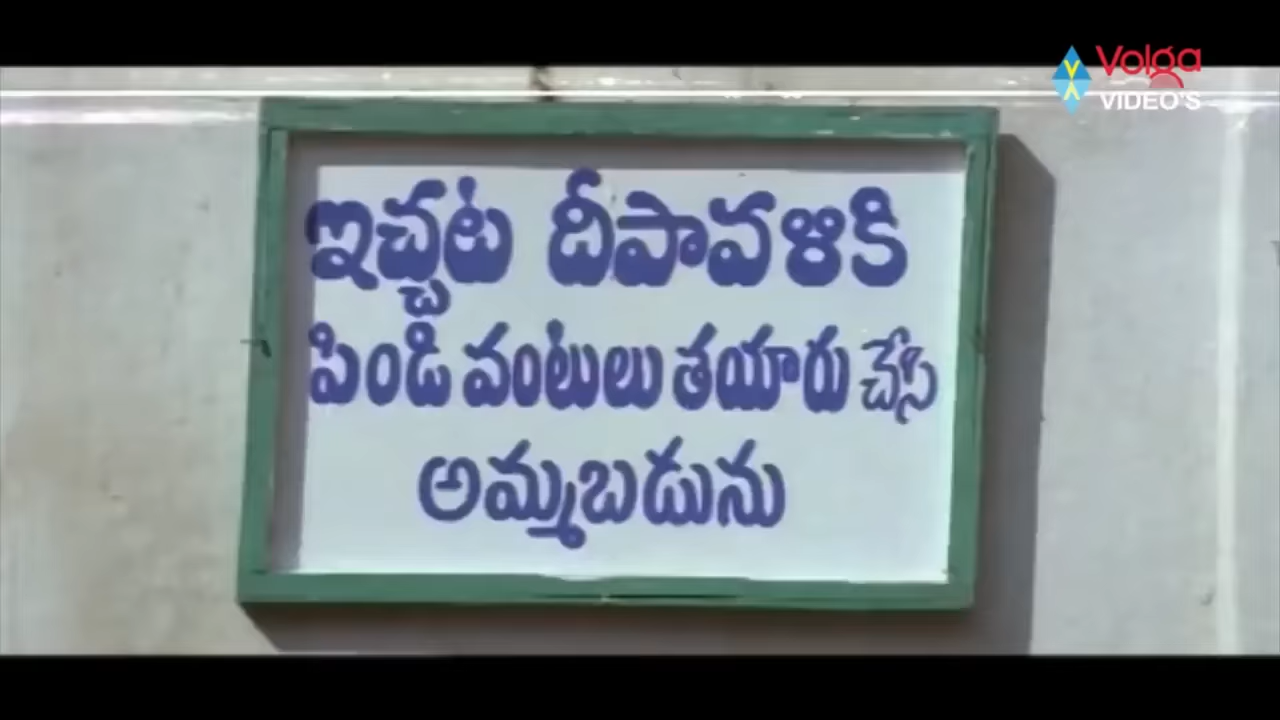 Volga
VIDEO'S
ఇచ్చట దీపావళికి
పిండి వంటులు తయారు చేసి
అమ్మబడును